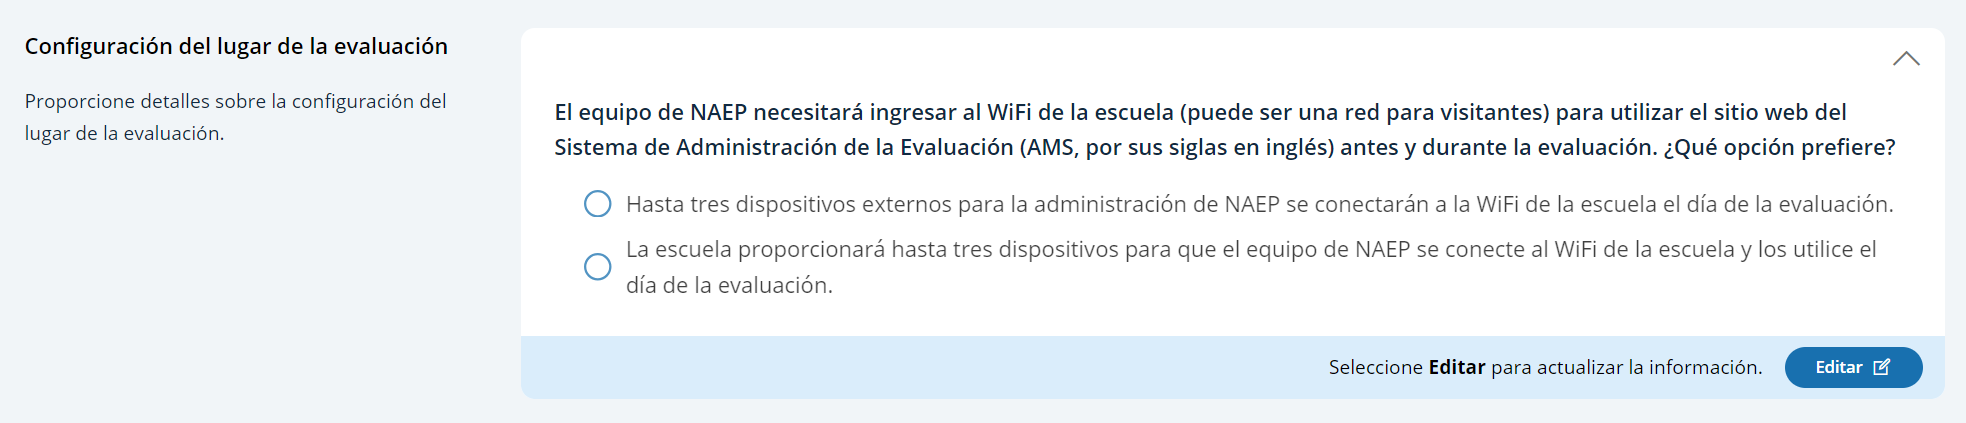 Configuración del lugar de la evaluación
Proporcione detalles sobre la configuración del
lugar de la evaluación.
El equipo de NAEP necesitará ingresar al WiFi de la escuela (puede ser una red para visitantes) para utilizar el sitio web del
Sistema de Administración de la Evaluación (AMS, por sus siglas en inglés) antes y durante la evaluación. ¿Qué opción prefiere?
Hasta tres dispositivos externos para la administración de NAEP se conectarán a la WiFi de la escuela el día de la evaluación.
La escuela proporcionará hasta tres dispositivos para que el equipo de NAEP se conecte al WiFi de la escuela y los utilice el
día de la evaluación.
Seleccione Editar para actualizar la información.
Editar